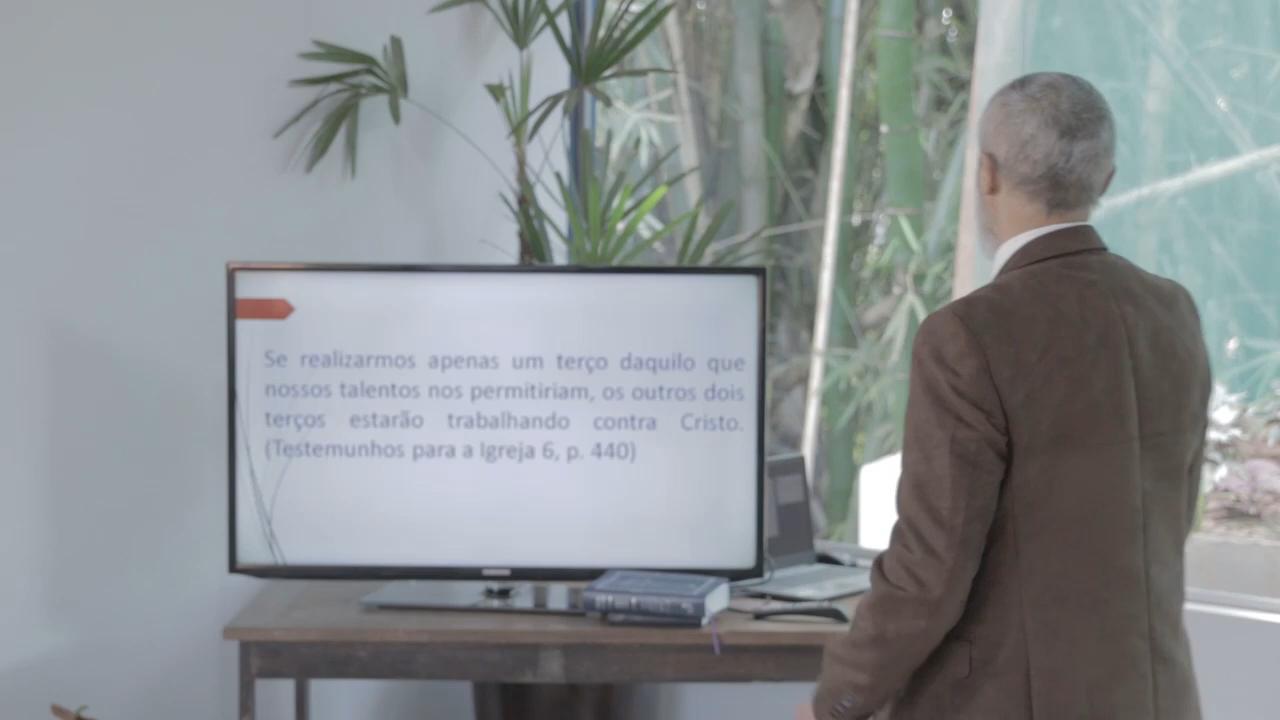 Se realizarmos apenas um terço daquilo que
nossos talentos nos permitiriam, os outros dois
terços estarão trabalhando contra Cristo.
(Testemunhos para a Igreja 6, p. 440)